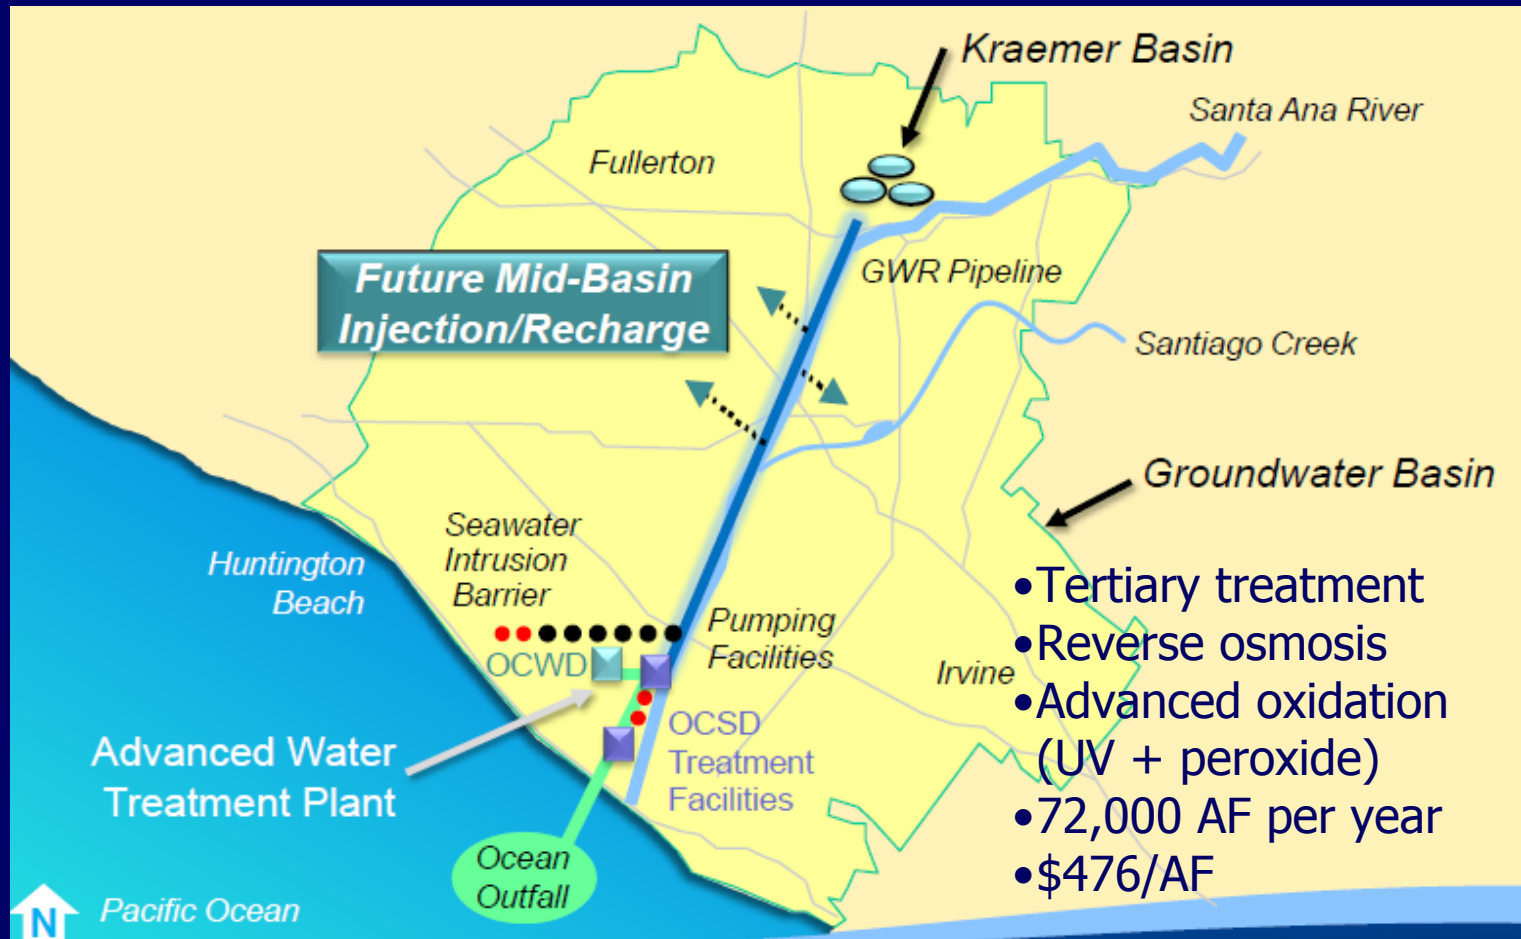 Kraemer Basin
Santa Ana River
Fullerton
Future Mid-Basin
Injection/Recharge
GWR Pipeline
Santiago Creek
Groundwater Basin
Seawater
Intrusion
Barrier
Huntington
Beach
OCWD
Pumping
Facilities
Irvine
OCSD
Treatment
Facilities
Advanced Water
Treatment Plant
Ocean
Outfall
N
Pacific Ocean
•Tertiary treatment
•Reverse osmosis
•Advanced oxidation
(UV + peroxide)
•72,000 AF per year
•$476/AF